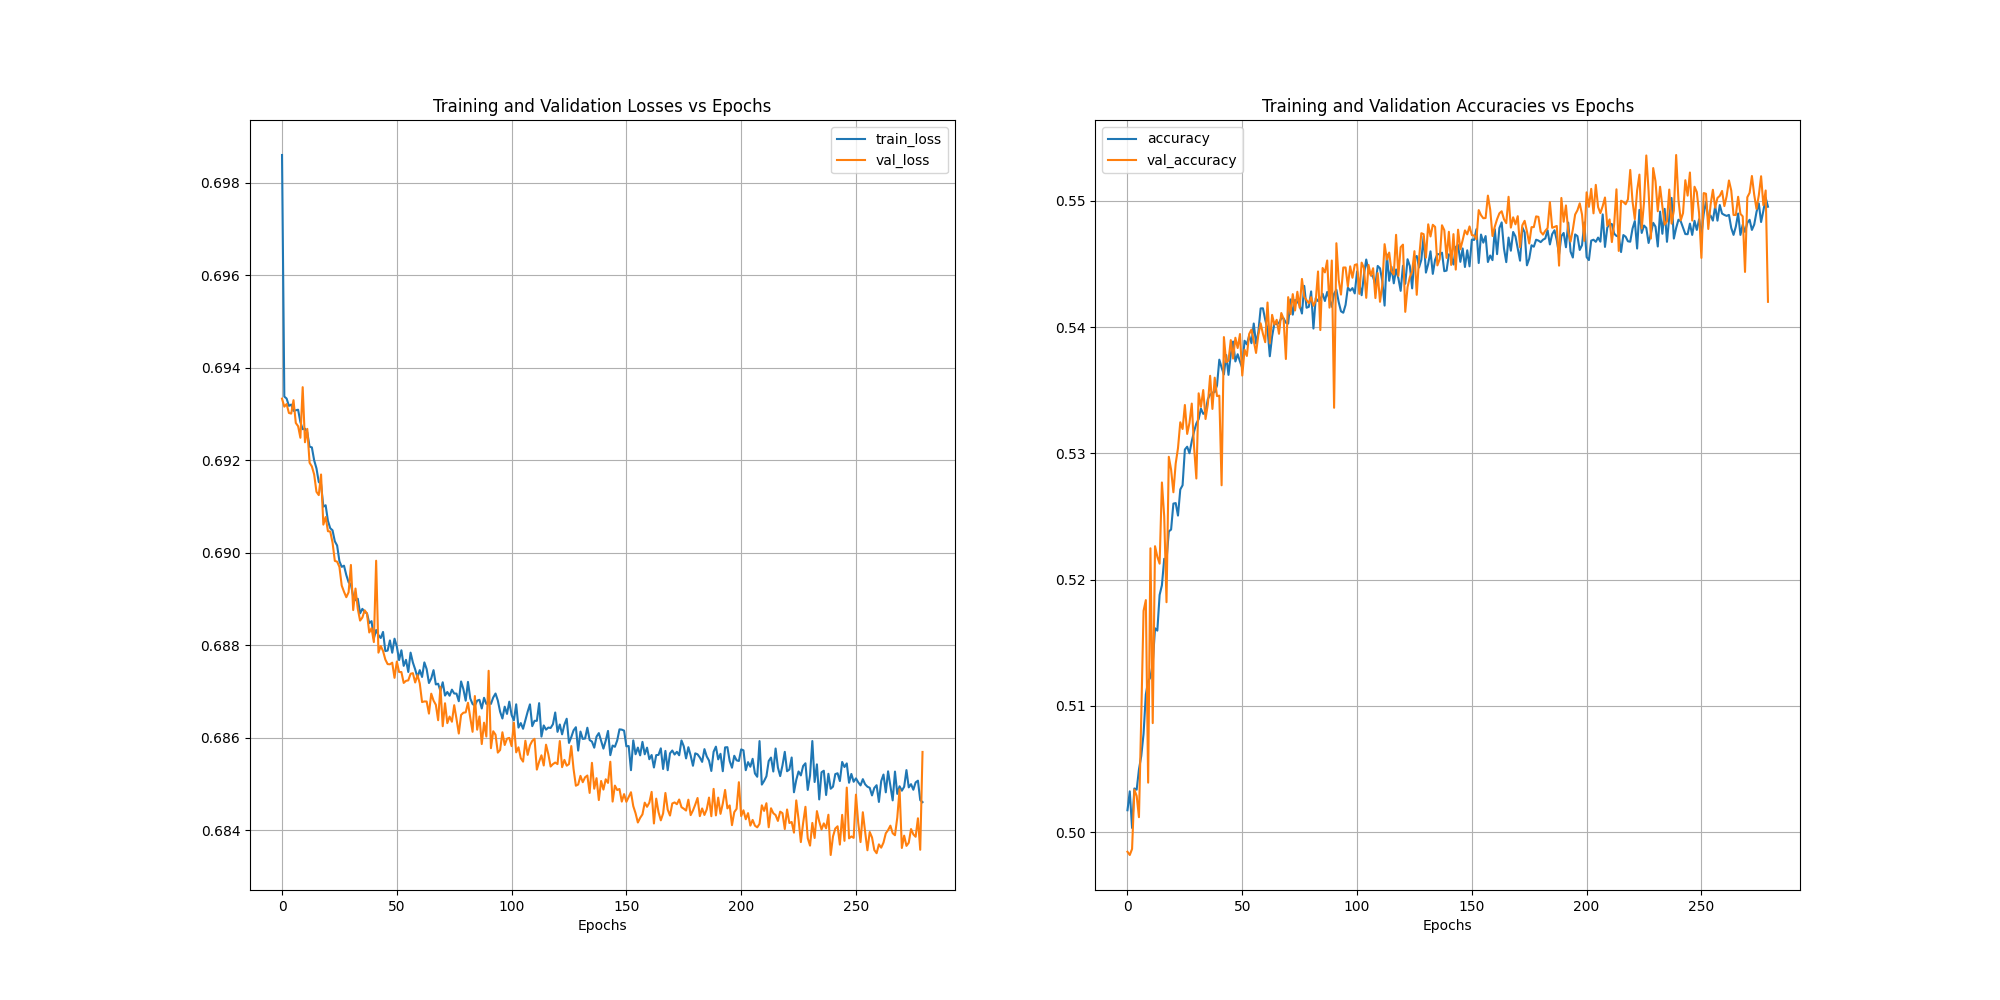 Training and Validation Losses vs Epochs
train_loss
val_loss
0.698
0.696
0.694
0.692
0.690
0.688
0.686
0.684
0 50 100 150 200 250
Epochs
Training and Validation Accuracies vs Epochs
accuracy
val_accuracy
0.55
0.54
0.53
0.52
0.51
0.50
0 50 100 150 200 250
Epochs